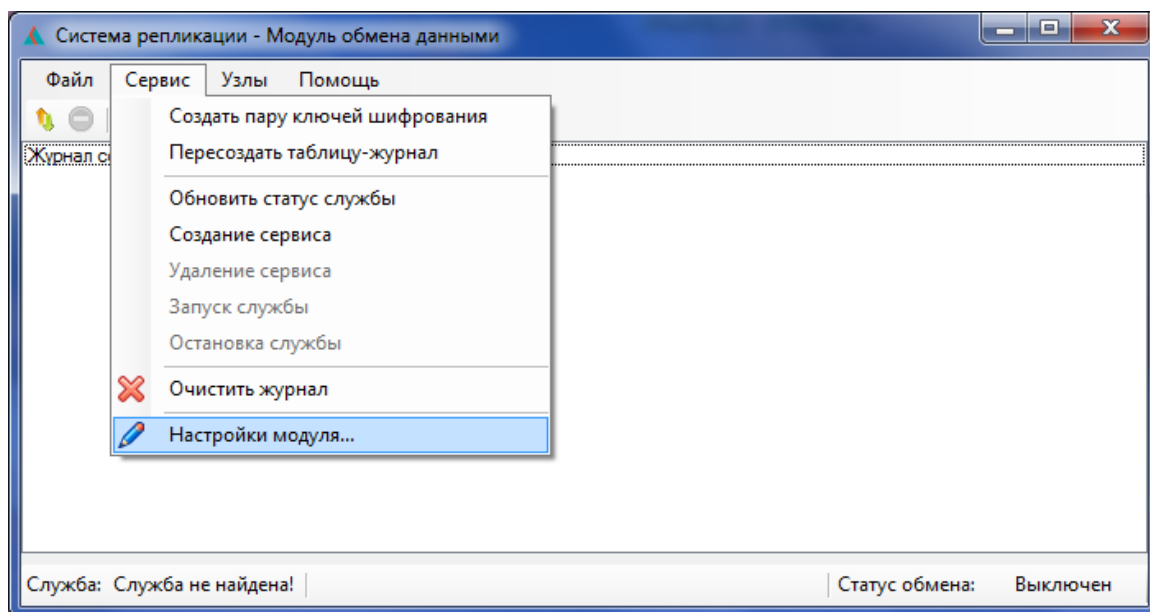 Система репликации - Модуль обмена данными
Файл Сервис Узлы Помощь
Создать пару ключей шифрования
Журнал
Пересоздать таблицу-журнал
Обновить статус службы
Создание сервиса
Удаление сервиса
Запуск службы
Остановка службы
Очистить журнал
Настройки модуля...
Служба: Служба не найдена! Статус обмена: Выключен